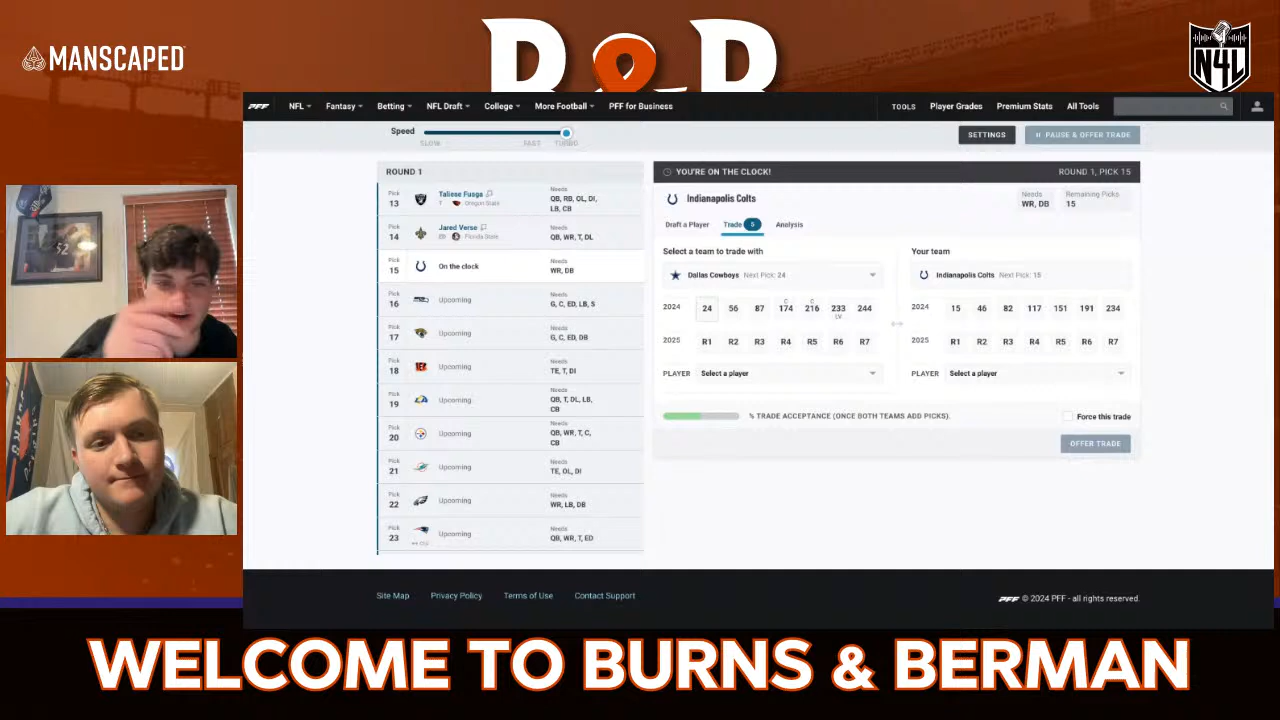 MANSCAPED
B&B
N4L
PFF
NFL
Fantasy
Betting
NFL Draft
College
More Football
PFF for Business
TOOLS
Player Grades
Premium Stats
All Tools
Speed
SLOW
FAST
TURBO
SETTINGS
PAUSE & OFFER TRADE
ROUND 1
Pick
13
Taliese Fuaga
T
Oregon State
Needs
QB, RB, OL, DI,
LB, CB
Pick
14
Jared Verse
ED
Florida State
Needs
QB, WR, T, DL
Pick
15
On the clock
Needs
WR, DB
Pick
16
Upcoming
Needs
G, C, ED, LB, S
Pick
17
Upcoming
Needs
G, C, ED, DB
Pick
18
Upcoming
Needs
TE, T, DI
Pick
19
Upcoming
Needs
QB, T, DL, LB,
CB
Pick
20
Upcoming
Needs
QB, WR, T, C,
CB
Pick
21
Upcoming
Needs
TE, OL, DI
Pick
22
Upcoming
Needs
WR, LB, DB
Pick
23
Upcoming
Needs
QB, WR, T, ED
YOU'RE ON THE CLOCK!
ROUND 1, PICK 15
Indianapolis Colts
Needs
WR, DB
Remaining Picks
15
Draft a Player
Trade 5
Analysis
Select a team to trade with
Dallas Cowboys Next Pick: 24
2024 24 56 87 174 216 233 244
C C LV
2025 R1 R2 R3 R4 R5 R6 R7
PLAYER Select a player
Your team
Indianapolis Colts Next Pick: 15
2024 15 46 82 117 151 191 234
2025 R1 R2 R3 R4 R5 R6 R7
PLAYER Select a player
% TRADE ACCEPTANCE (ONCE BOTH TEAMS ADD PICKS).
Force this trade
OFFER TRADE
Site Map
Privacy Policy
Terms of Use
Contact Support
PFF © 2024 PFF - all rights reserved.
52
WELCOME TO BURNS & BERMAN